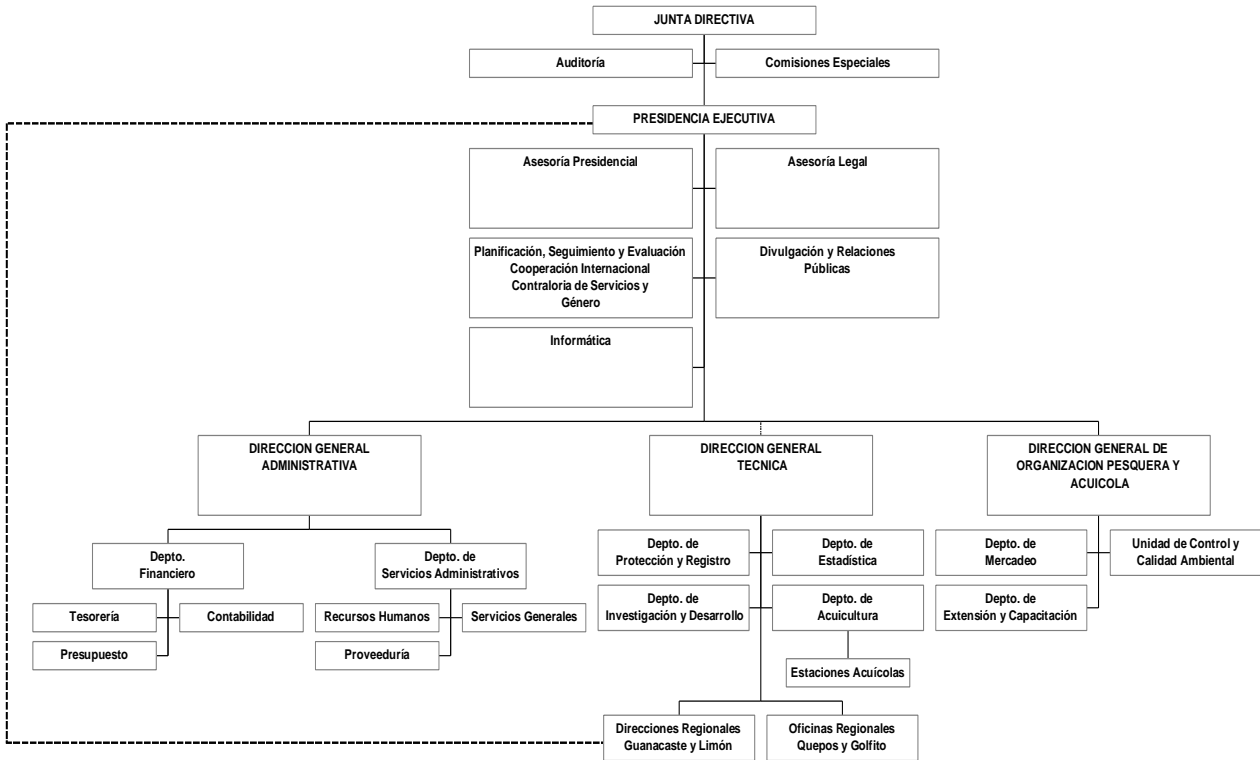 JUNTA DIRECTIVA
Auditoría
Comisiones Especiales
PRESIDENCIA EJECUTIVA
Asesoría Presidencial
Asesoría Legal
Planificación, Seguimiento y Evaluación
Cooperación Internacional
Contraloria de Servicios y
Género
Divulgación y Relaciones
Públicas
Informática
DIRECCION GENERAL
ADMINISTRATIVA
DIRECCION GENERAL
TECNICA
DIRECCION GENERAL DE
ORGANIZACION PESQUERA Y
ACUICOLA
Depto.
Financiero
Depto. de
Servicios Administrativos
Depto. de
Protección y Registro
Depto. de
Estadística
Depto. de
Mercadeo
Unidad de Control y
Calidad Ambiental
Tesorería
Contabilidad
Recursos Humanos
Servicios Generales
Depto. de
Investigación y Desarrollo
Depto. de
Acuicultura
Depto. de
Extensión y Capacitación
Presupuesto
Proveeduría
Estaciones Acuícolas
Direcciones Regionales
Guanacaste y Limón
Oficinas Regionales
Quepos y Golfito